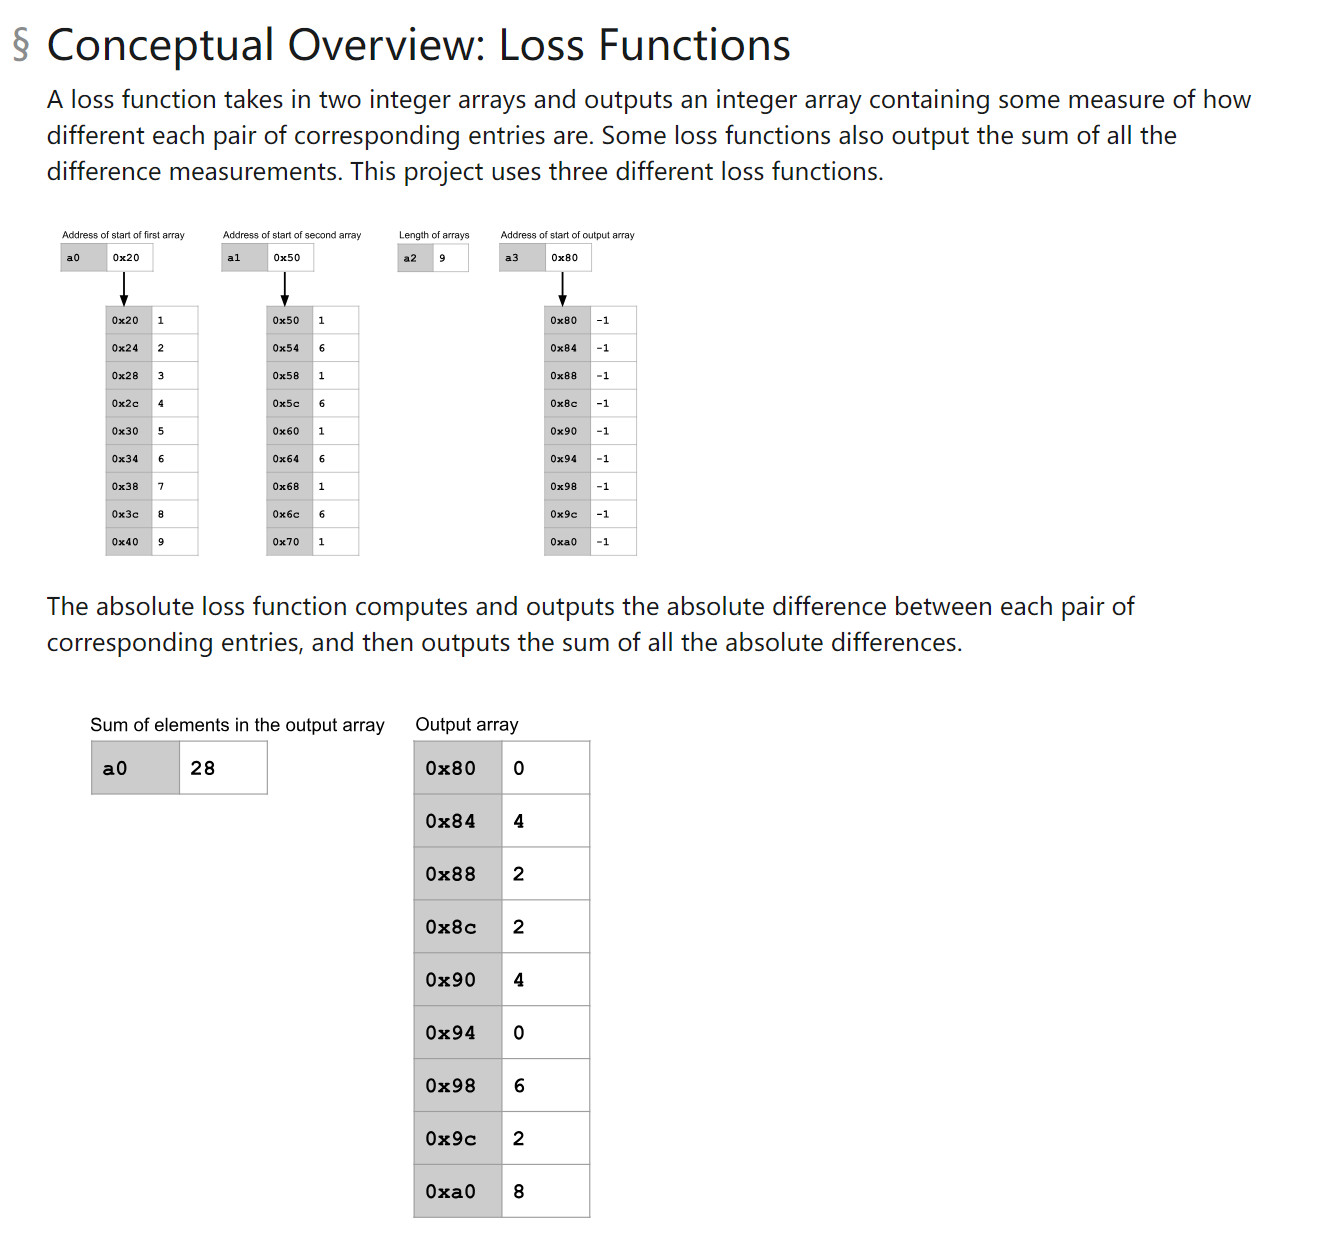 § Conceptual Overview: Loss Functions
A loss function takes in two integer arrays and outputs an integer array containing some measure of how
different each pair of corresponding entries are. Some loss functions also output the sum of all the
difference measurements. This project uses three different loss functions.
Address of start of first array Address of start of second array Length of arrays Address of start of output array
a0 0x20 a1 0x50 a2 9 a3 0x80
0x20 1 0x50 1 0x80 -1
0x24 2 0x54 6 0x84 -1
0x28 3 0x58 1 0x88 -1
0x2c 4 0x5c 6 0x8c -1
0x30 5 0x60 1 0x90 -1
0x34 6 0x64 6 0x94 -1
0x38 7 0x68 1 0x98 -1
0x3c 8 0x6c 6 0x9c -1
0x40 9 0x70 1 0xa0 -1
The absolute loss function computes and outputs the absolute difference between each pair of
corresponding entries, and then outputs the sum of all the absolute differences.
Sum of elements in the output array Output array
a0 28 0x80 0
0x84 4
0x88 2
0x8c 2
0x90 4
0x94 0
0x98 6
0x9c 2
0xa0 8